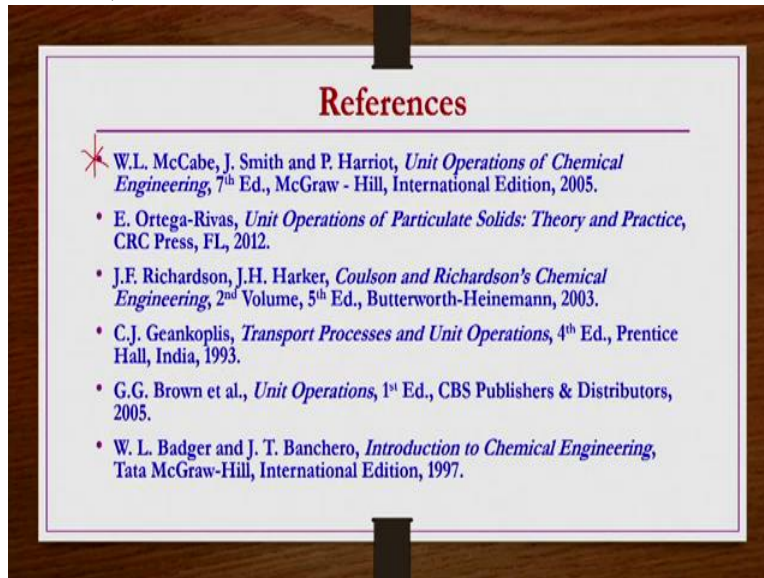 References
W.L. McCabe, J. Smith and P. Harriot, Unit Operations of Chemical
Engineering, 7th Ed., McGraw - Hill, International Edition, 2005.
• E. Ortega-Rivas, Unit Operations of Particulate Solids: Theory and Practice,
CRC Press, FL, 2012.
• J.F. Richardson, J.H. Harker, Coulson and Richardson's Chemical
Engineering, 2nd Volume, 5th Ed., Butterworth-Heinemann, 2003.
• C.J. Geankoplis, Transport Processes and Unit Operations, 4th Ed., Prentice
Hall, India, 1993.
• G.G. Brown et al., Unit Operations, 1st Ed., CBS Publishers & Distributors,
2005.
• W. L. Badger and J. T. Banchero, Introduction to Chemical Engineering,
Tata McGraw-Hill, International Edition, 1997.